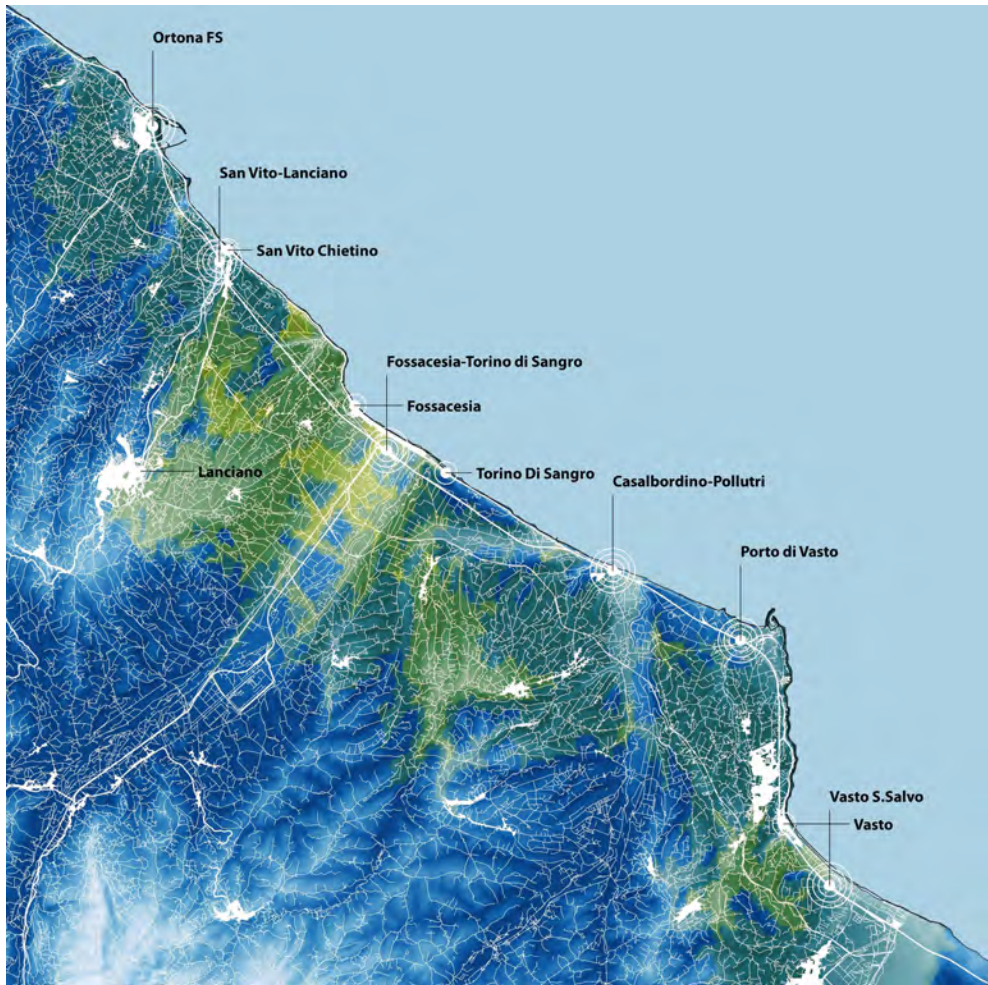 Ortona FS
San Vito-Lanciano
San Vito Chietino
Fossacesia-Torino di Sangro
Fossacesia
Lanciano
Torino Di Sangro
Casalbordino-Pollutri
Porto di Vasto
Vasto S.Salvo
Vasto